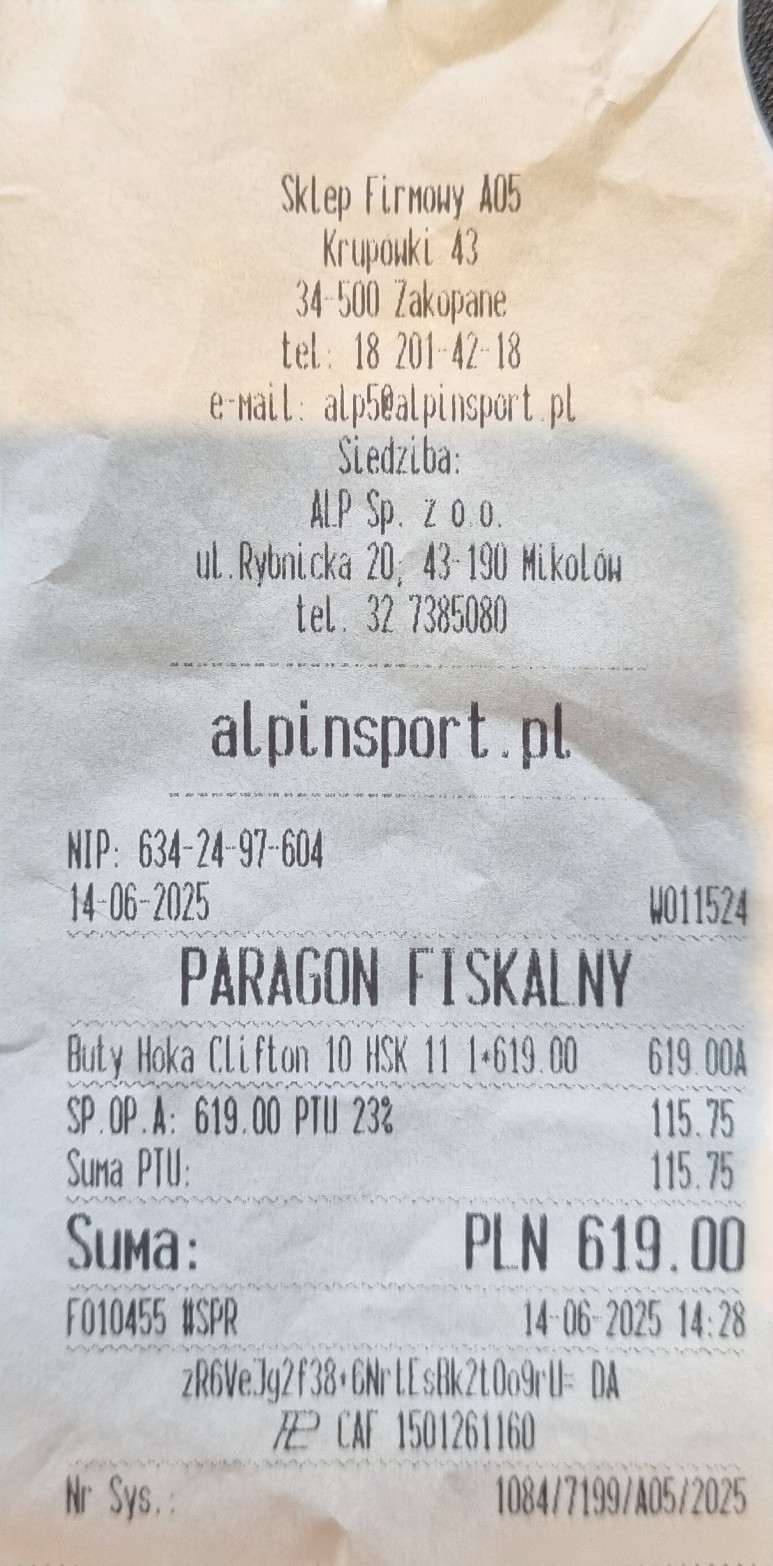 Sklep Firmowy A05
Krupówki 43
34-500 Zakopane
tel: 18 201-42-18
e-mail: alp5@alpinsport.pl
Siedziba:
ALP Sp. z o.o.
ul.Rybnicka 20, 43-190 Mikołów
tel. 32 7385080
alpinsport.pl
NIP: 634-24-97-604
14-06-2025 W011524
PARAGON FISKALNY
Buty Hoka Clifton 10 HSK 11 1*619.00 619.00A
SP.OP.A: 619.00 PTU 23% 115.75
Suma PTU: 115.75
Suma: PLN 619.00
F010455 #SPR 14-06-2025 14:28
DA
CAF 1501261160
Nr Sys.: 1084/7199/A05/2025